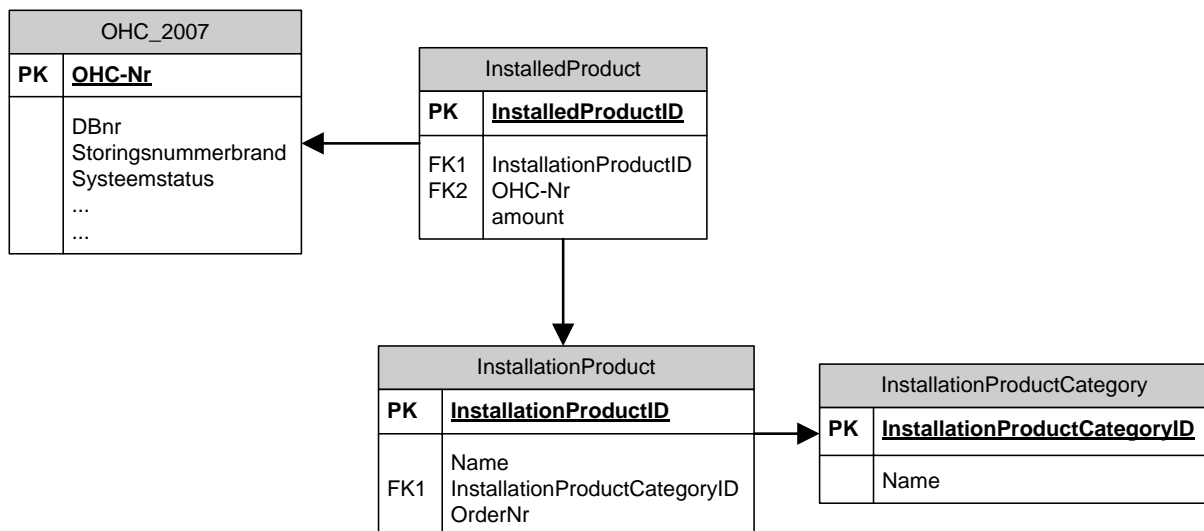 OHC_2007
PK OHC-Nr
DBnr
Storingsnummerbrand
Systeemstatus
...
...
InstalledProduct
PK InstalledProductID
FK1 InstallationProductID
FK2 OHC-Nr
amount
InstallationProduct
PK InstallationProductID
Name
FK1 InstallationProductCategoryID
OrderNr
InstallationProductCategory
PK InstallationProductCategoryID
Name